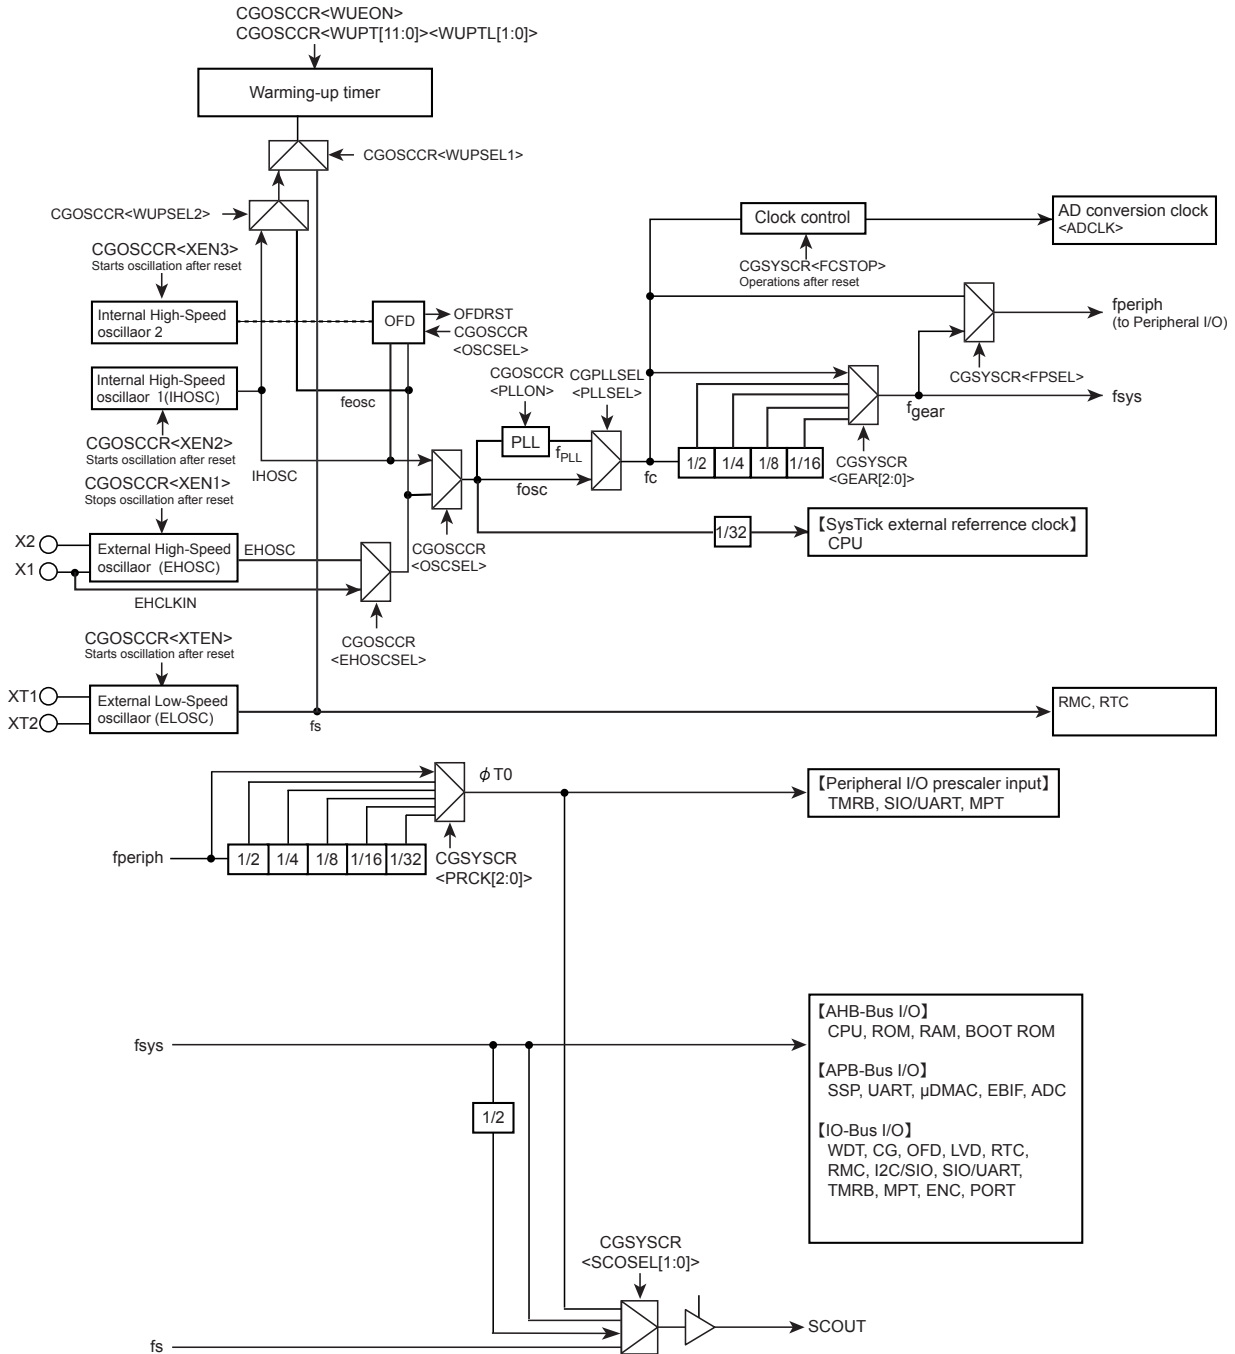 CGOSCCR<WUEON>
CGOSCCR<WUPT[11:0]><WUPTL[1:0]>
Warming-up timer
CGOSCCR<WUPSEL1>
CGOSCCR<WUPSEL2>
CGOSCCR<XEN3>
Starts oscillation after reset
Internal High-Speed
oscillaor 2
OFD
OFDRST
CGOSCCR
<OSCSEL>
Clock control
AD conversion clock
<ADCLK>
CGSYSCR<FCSTOP>
Operations after reset
fperiph
(to Peripheral I/O)
CGSYSCR<FPSEL>
Internal High-Speed
oscillaor 1(IHOSC)
CGOSCCR<XEN2>
Starts oscillation after reset
feosc
CGOSCCR
<PLLON>
CGPLLSEL
<PLLSEL>
PLL
fPLL
fosc
fc
1/2
1/4
1/8
1/16
fgear
fsys
CGSYSCR
<GEAR[2:0]>
IHOSC
CGOSCCR<XEN1>
Stops oscillation after reset
X2
X1
External High-Speed
oscillaor (EHOSC)
EHOSC
EHCLKIN
CGOSCCR
<OSCSEL>
CGOSCCR
<EHOSCSEL>
1/32
【SysTick external referrence clock】
CPU
CGOSCCR<XTEN>
Starts oscillation after reset
XT1
XT2
External Low-Speed
oscillaor (ELOSC)
fs
RMC, RTC
ϕT0
【Peripheral I/O prescaler input】
TMRB, SIO/UART, MPT
fperiph
1/2
1/4
1/8
1/16
1/32
CGSYSCR
<PRCK[2:0]>
fsys
1/2
【AHB-Bus I/O】
CPU, ROM, RAM, BOOT ROM
【APB-Bus I/O】
SSP, UART, µDMAC, EBIF, ADC
【IO-Bus I/O】
WDT, CG, OFD, LVD, RTC,
RMC, I2C/SIO, SIO/UART,
TMRB, MPT, ENC, PORT
CGSYSCR
<SCOSEL[1:0]>
SCOUT
fs